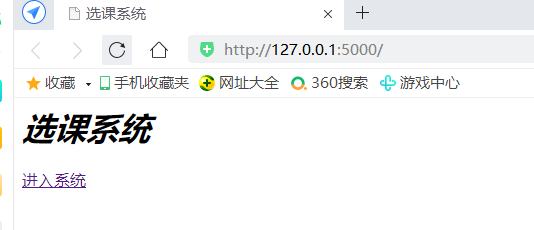 选课系统
http://127.0.0.1:5000/
收藏 手机收藏夹 网址大全 360搜索 游戏中心
选课系统
进入系统